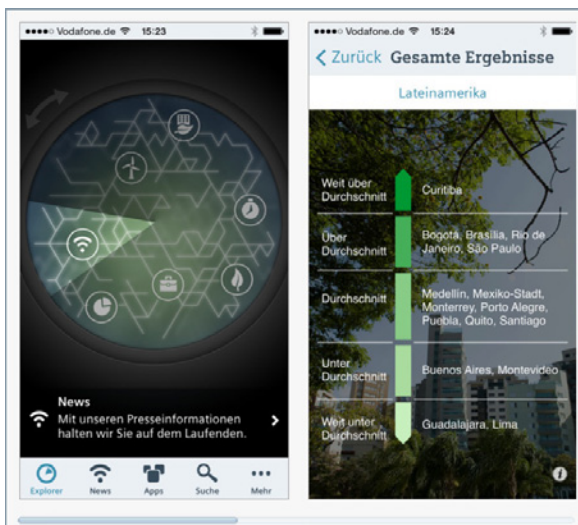 Vodafone.de 15:23
News
Mit unseren Presseinformationen
halten wir Sie auf dem Laufenden.
Explorer News Apps Suche Mehr
Vodafone.de 15:24
Zurück Gesamte Ergebnisse
Lateinamerika
Weit über
Durchschnitt
Curitiba
Über
Durchschnitt
Bogotá, Brasília, Rio de
Janeiro, São Paulo
Durchschnitt
Medellín, Mexiko-Stadt,
Monterrey, Porto Alegre,
Puebla, Quito, Santiago
Unter
Durchschnitt
Buenos Aires, Montevideo
Weit unter
Durchschnitt
Guadalajara, Lima